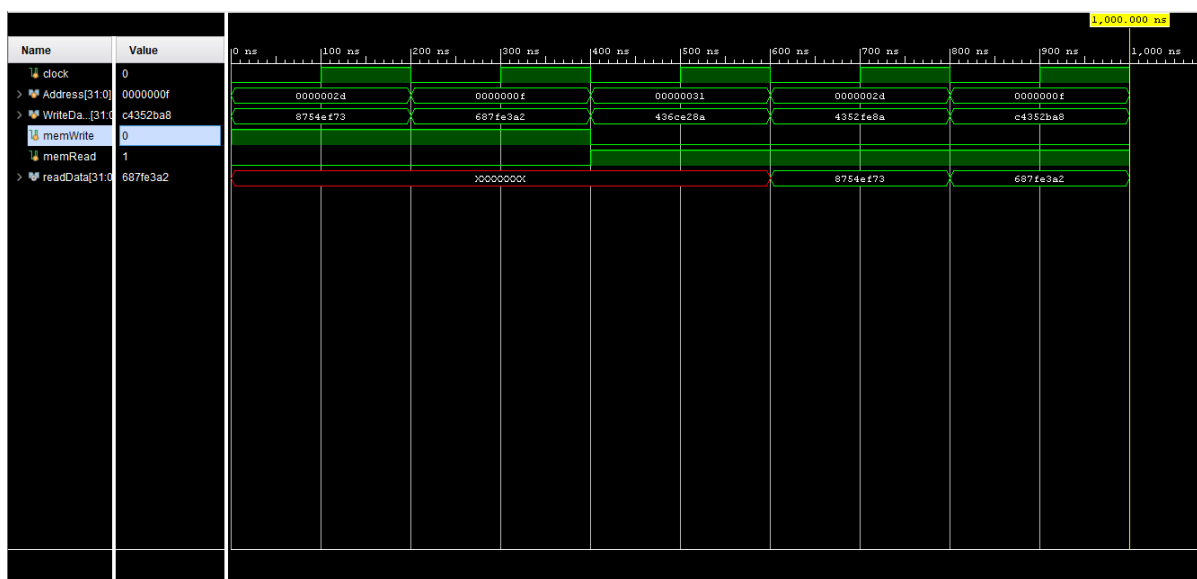 1,000.000 ns
Name Value 0 ns 100 ns 200 ns 300 ns 400 ns 500 ns 600 ns 700 ns 800 ns 900 ns 1,000 ns
clock 0
Address[31:0] 0000000f 0000002d 0000000f 00000031 0000002d 0000000f
WriteDa...[31:0 c4352ba8 8754ef73 687fe3a2 436ce28a 4352fe8a c4352ba8
memWrite 0
memRead 1
readData[31:0 687fe3a2 XXXXXXXX 8754ef73 687fe3a2